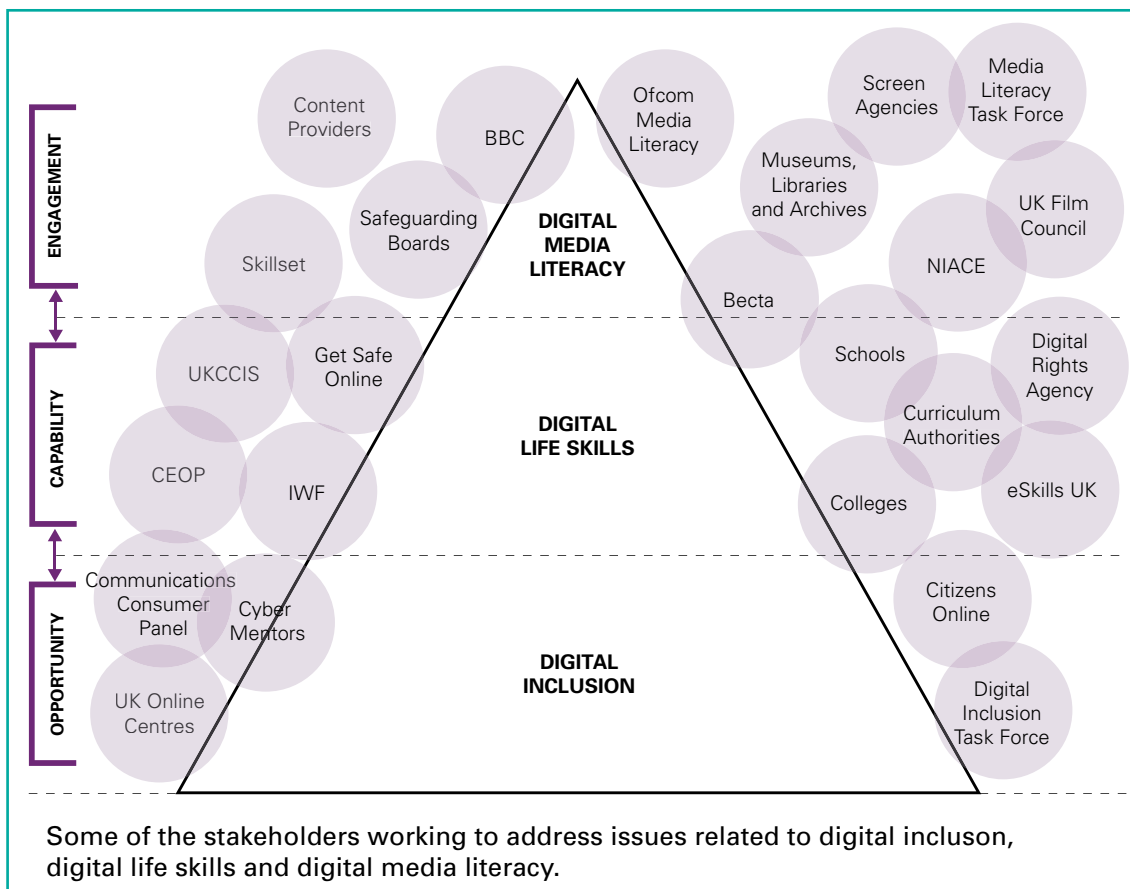 Content
Providers
BBC
Ofcom
Media
Literacy
Screen
Agencies
Media
Literacy
Task Force
Museums,
Libraries
and Archives
UK Film
Council
Safeguarding
Boards
Skillset
DIGITAL
MEDIA
LITERACY
Becta
NIACE
ENGAGEMENT
UKCCIS
Get Safe
Online
Schools
Digital
Rights
Agency
CEOP
IWF
DIGITAL
LIFE SKILLS
Curriculum
Authorities
Colleges
eSkills UK
CAPABILITY
Communications
Consumer
Panel
Cyber
Mentors
Citizens
Online
UK Online
Centres
DIGITAL
INCLUSION
Digital
Inclusion
Task Force
OPPORTUNITY
Some of the stakeholders working to address issues related to digital incluson,
digital life skills and digital media literacy.